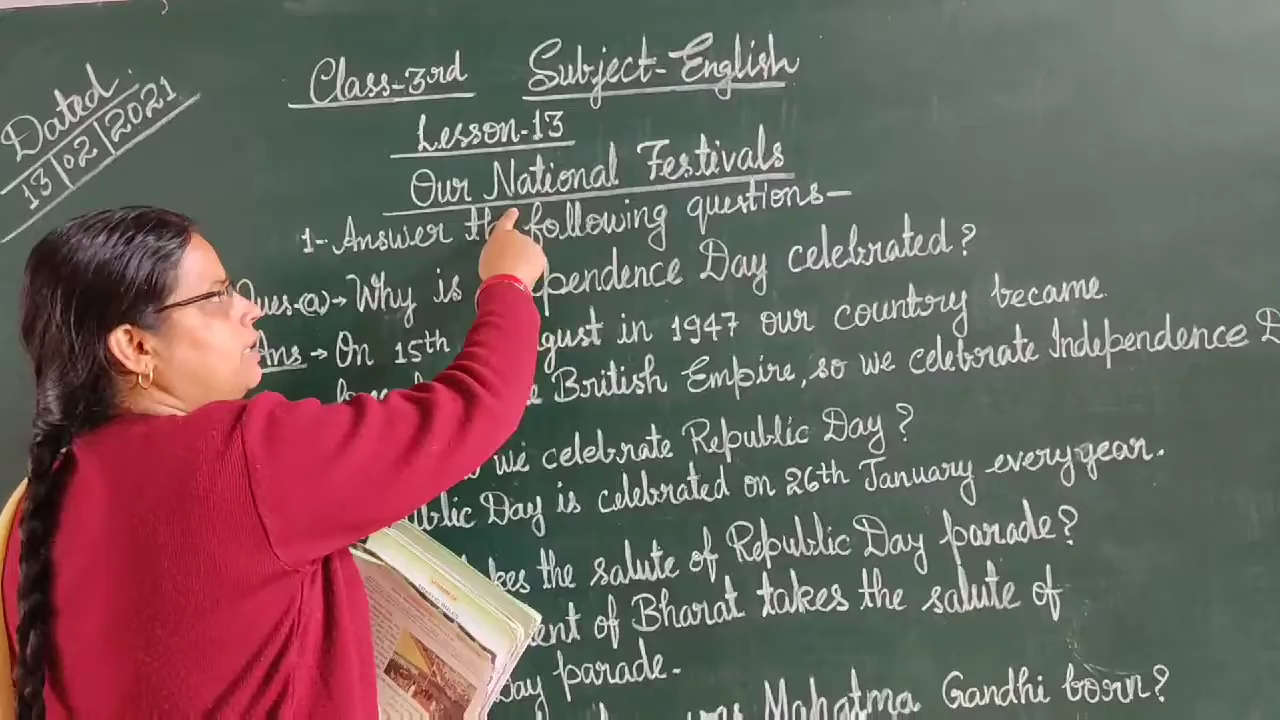 Dated
13/02/2021
Class-3rd Subject-English
Lesson-13
Our National Festivals
1- Answer following questions-
Ques-(a)→ Why is Day celebrated?
Ans → On 15th in 1947 our country became
British Empire, so we celebrate Independence
we celebrate Republic Day?
Day is celebrated on 26th January every year.
the salute of Republic Day parade?
of Bharat takes the salute of
Day parade.
Mahatma Gandhi born?